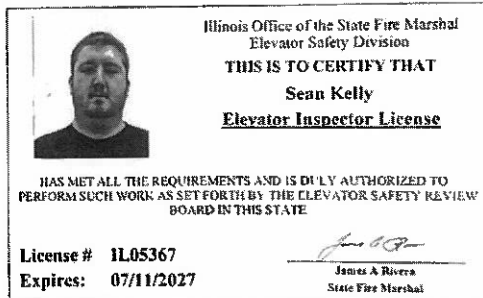 Illinois Office of the State Fire Marshal
Elevator Safety Division
THIS IS TO CERTIFY THAT
Sean Kelly
Elevator Inspector License
HAS MET ALL THE REQUIREMENTS AND IS DULY AUTHORIZED TO
PERFORM SUCH WORK AS SET FORTH BY THE ELEVATOR SAFETY REVIEW
BOARD IN THIS STATE
License # IL05367
Expires: 07/11/2027
James A Rivera
State Fire Marshal